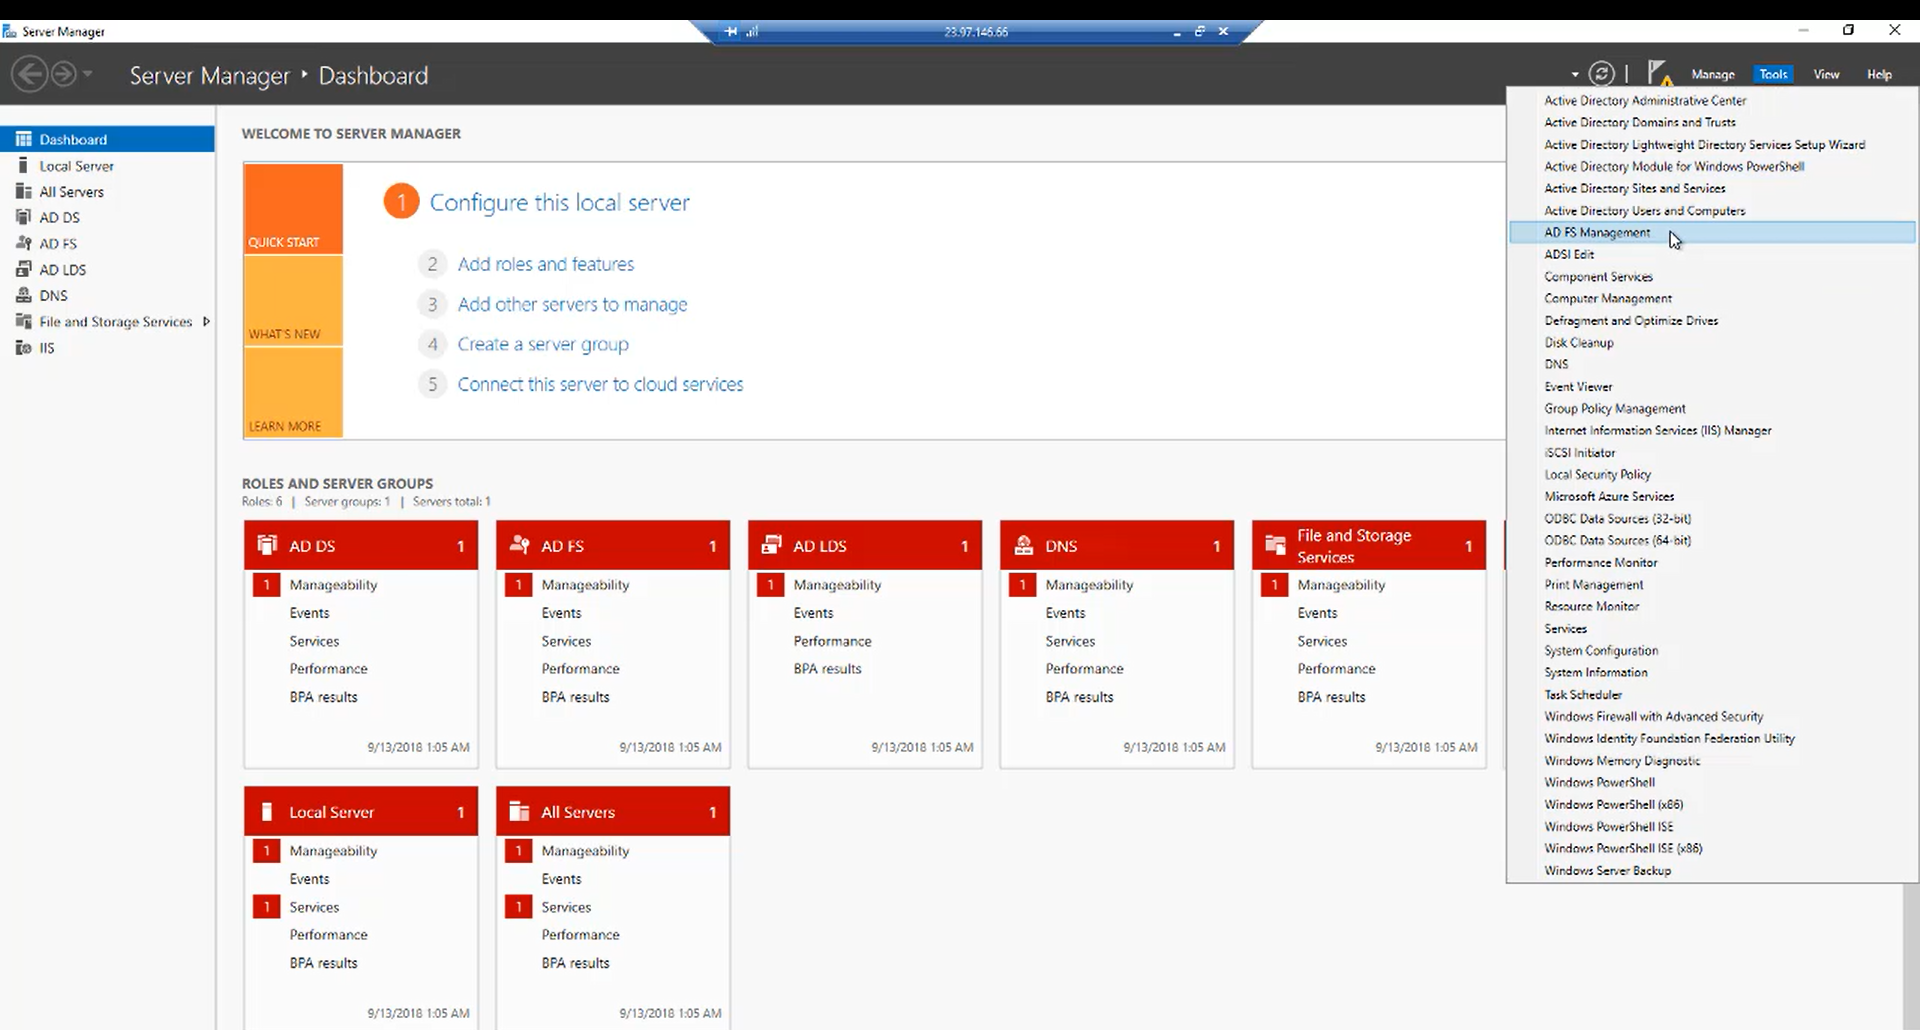 Server Manager
23.97.146.66
Server Manager Dashboard
Manage Tools View Help
Dashboard
Local Server
All Servers
AD DS
AD FS
AD LDS
DNS
File and Storage Services
IIS
WELCOME TO SERVER MANAGER
QUICK START
WHAT'S NEW
LEARN MORE
1 Configure this local server
2 Add roles and features
3 Add other servers to manage
4 Create a server group
5 Connect this server to cloud services
ROLES AND SERVER GROUPS
Roles: 6 | Server groups: 1 | Servers total: 1
AD DS 1
1 Manageability
Events
Services
Performance
BPA results
9/13/2018 1:05 AM
AD FS 1
1 Manageability
Events
Services
Performance
BPA results
9/13/2018 1:05 AM
AD LDS 1
1 Manageability
Events
Performance
BPA results
9/13/2018 1:05 AM
DNS 1
1 Manageability
Events
Services
Performance
BPA results
9/13/2018 1:05 AM
File and Storage
Services 1
1 Manageability
Events
Services
Performance
BPA results
9/13/2018 1:05 AM
Local Server 1
1 Manageability
Events
1 Services
Performance
BPA results
9/13/2018 1:05 AM
All Servers 1
1 Manageability
Events
1 Services
Performance
BPA results
9/13/2018 1:05 AM
Active Directory Administrative Center
Active Directory Domains and Trusts
Active Directory Lightweight Directory Services Setup Wizard
Active Directory Module for Windows PowerShell
Active Directory Sites and Services
Active Directory Users and Computers
AD FS Management
ADSI Edit
Component Services
Computer Management
Defragment and Optimize Drives
Disk Cleanup
DNS
Event Viewer
Group Policy Management
Internet Information Services (IIS) Manager
iSCSI Initiator
Local Security Policy
Microsoft Azure Services
ODBC Data Sources (32-bit)
ODBC Data Sources (64-bit)
Performance Monitor
Print Management
Resource Monitor
Services
System Configuration
System Information
Task Scheduler
Windows Firewall with Advanced Security
Windows Identity Foundation Federation Utility
Windows Memory Diagnostic
Windows PowerShell
Windows PowerShell (x86)
Windows PowerShell ISE
Windows PowerShell ISE (x86)
Windows Server Backup